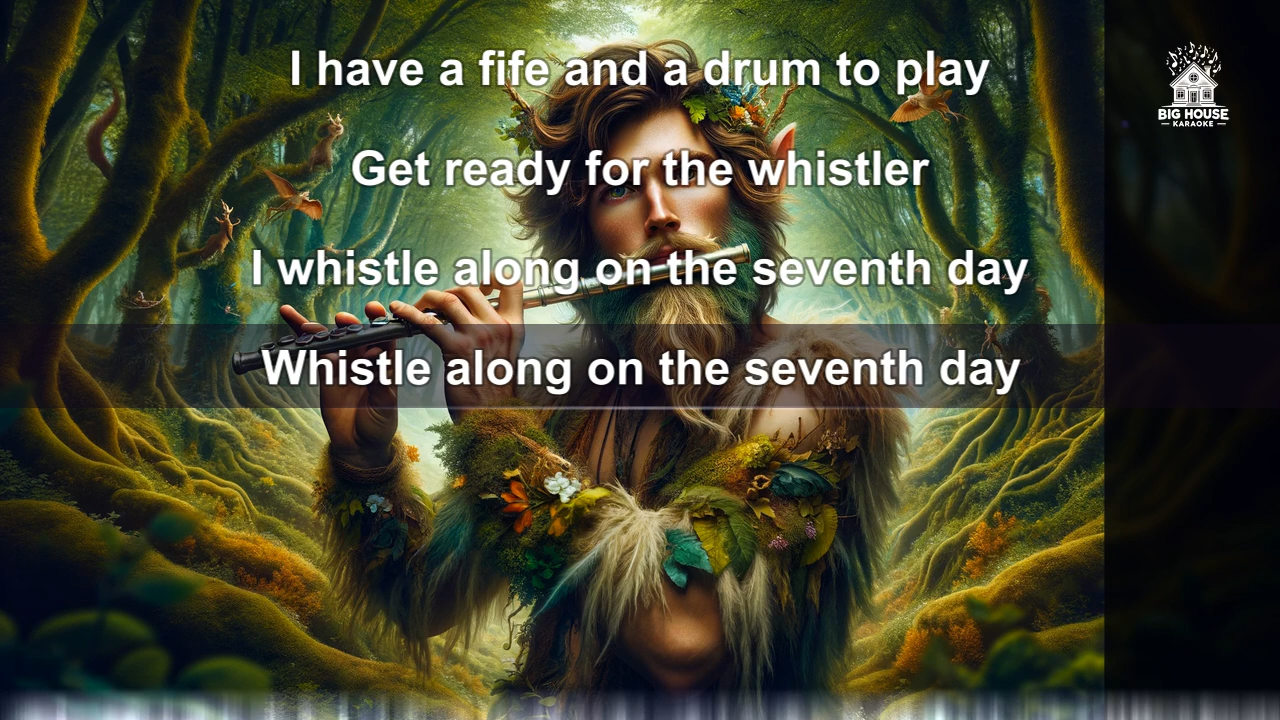 I have a fife and a drum to play
BIG HOUSE
KARAOKE
Get ready for the whistler
I whistle along on the seventh day
Whistle along on the seventh day